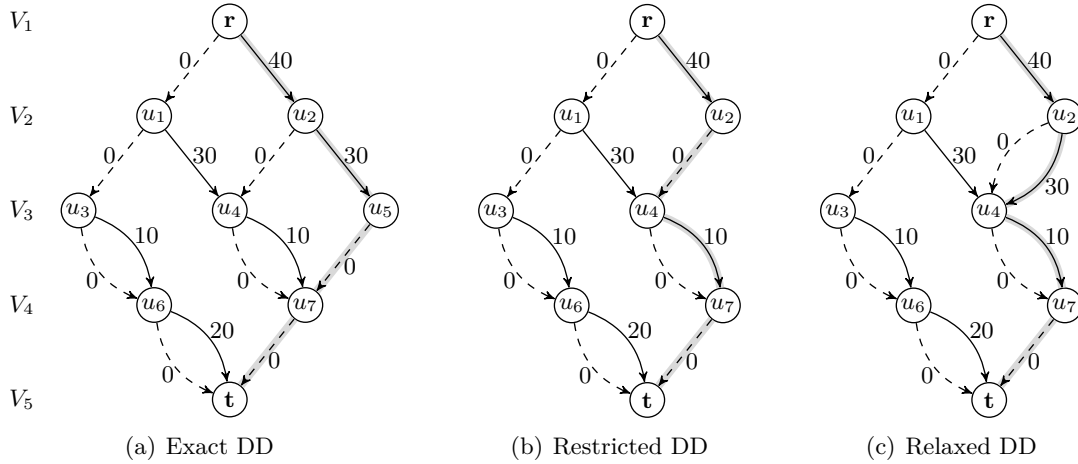 V1 r r r
0 40 0 40 0 40
V2 u1 u2 u1 u2 u1 u2
0 30 0 30 0 30 0 0 30 0 30
V3 u3 u4 u5 u3 u4 u3 u4
10 10 0 10 10 10 10
0 0 0 0 0 0
V4 u6 u7 u6 u7 u6 u7
20 0 20 0 20 0
0 0 0
V5 t t t
(a) Exact DD (b) Restricted DD (c) Relaxed DD